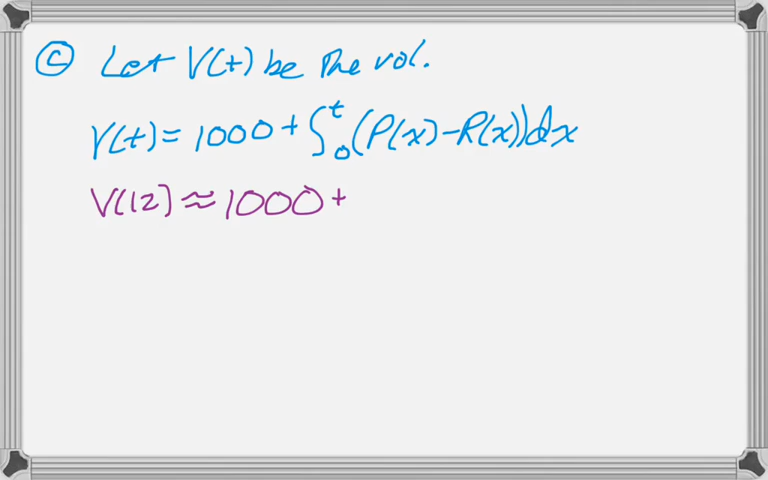 ⓒ Let V(t) be the vol.
V(t) = 1000 + ∫₀ᵗ (P(x) - R(x)) dx
V(12) ≈ 1000 +